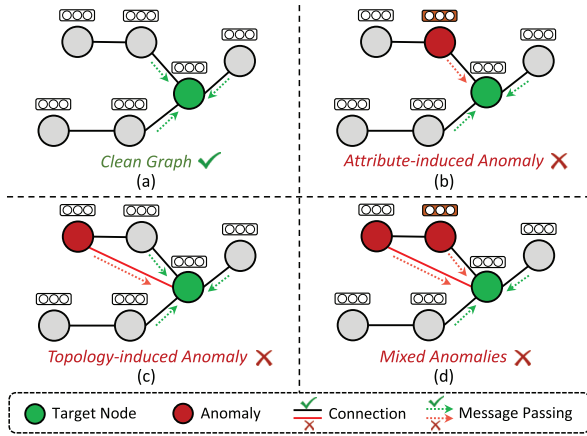 Clean Graph
(a)
Attribute-induced Anomaly
(b)
Topology-induced Anomaly
(c)
Mixed Anomalies
(d)
Target Node
Anomaly
Connection
Message Passing